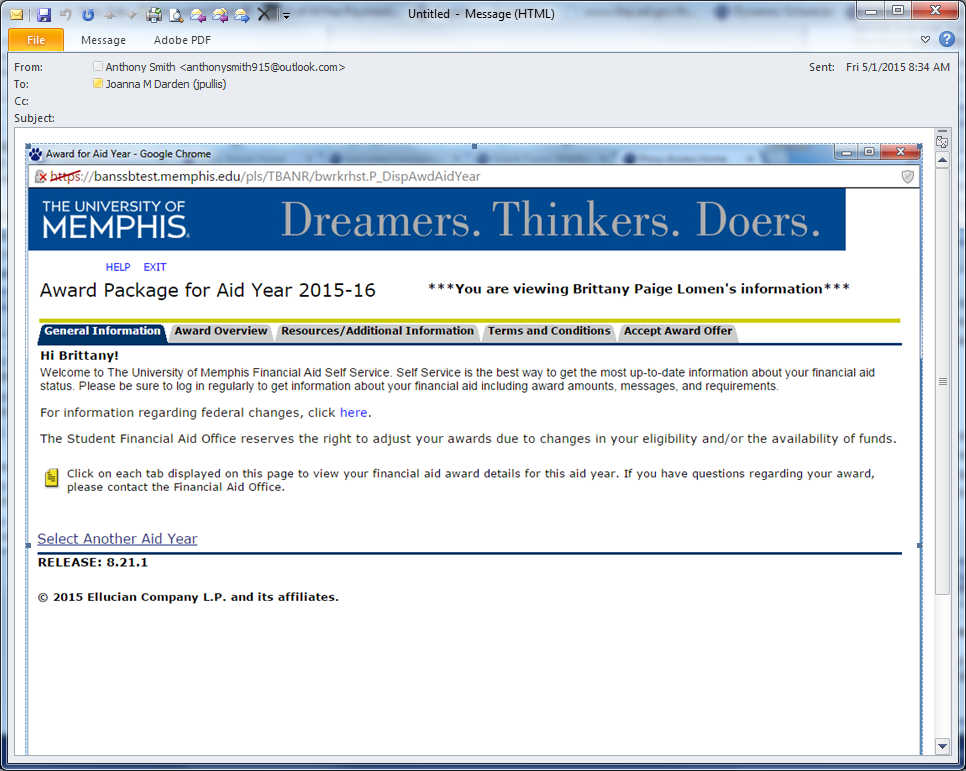 Untitled - Message (HTML)
File Message Adobe PDF
From: Anthony Smith <anthonysmith915@outlook.com> Sent: Fri 5/1/2015 8:34 AM
To: Joanna M Darden (jpullis)
Cc:
Subject:
Award for Aid Year - Google Chrome
https://banssbtest.memphis.edu/pls/TBANR/bwrkrhst.P_DispAwdAidYear
THE UNIVERSITY OF
MEMPHIS. Dreamers. Thinkers. Doers.
HELP EXIT
Award Package for Aid Year 2015-16 ***You are viewing Brittany Paige Lomen's information***
General Information Award Overview Resources/Additional Information Terms and Conditions Accept Award Offer
Hi Brittany!
Welcome to The University of Memphis Financial Aid Self Service. Self Service is the best way to get the most up-to-date information about your financial aid
status. Please be sure to log in regularly to get information about your financial aid including award amounts, messages, and requirements.
For information regarding federal changes, click here.
The Student Financial Aid Office reserves the right to adjust your awards due to changes in your eligibility and/or the availability of funds.
Click on each tab displayed on this page to view your financial aid award details for this aid year. If you have questions regarding your award,
please contact the Financial Aid Office.
Select Another Aid Year
RELEASE: 8.21.1
© 2015 Ellucian Company L.P. and its affiliates.